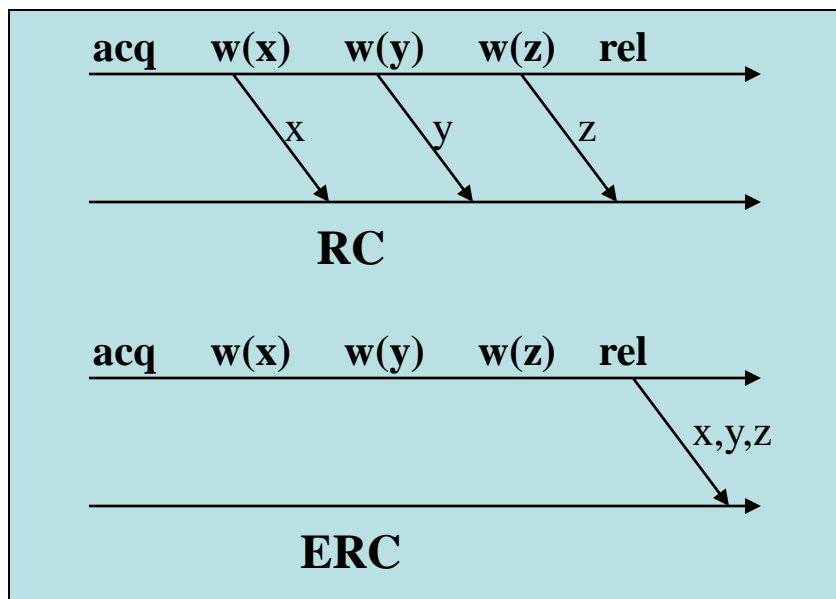 acq w(x) w(y) w(z) rel
x y z
RC
acq w(x) w(y) w(z) rel
x,y,z
ERC